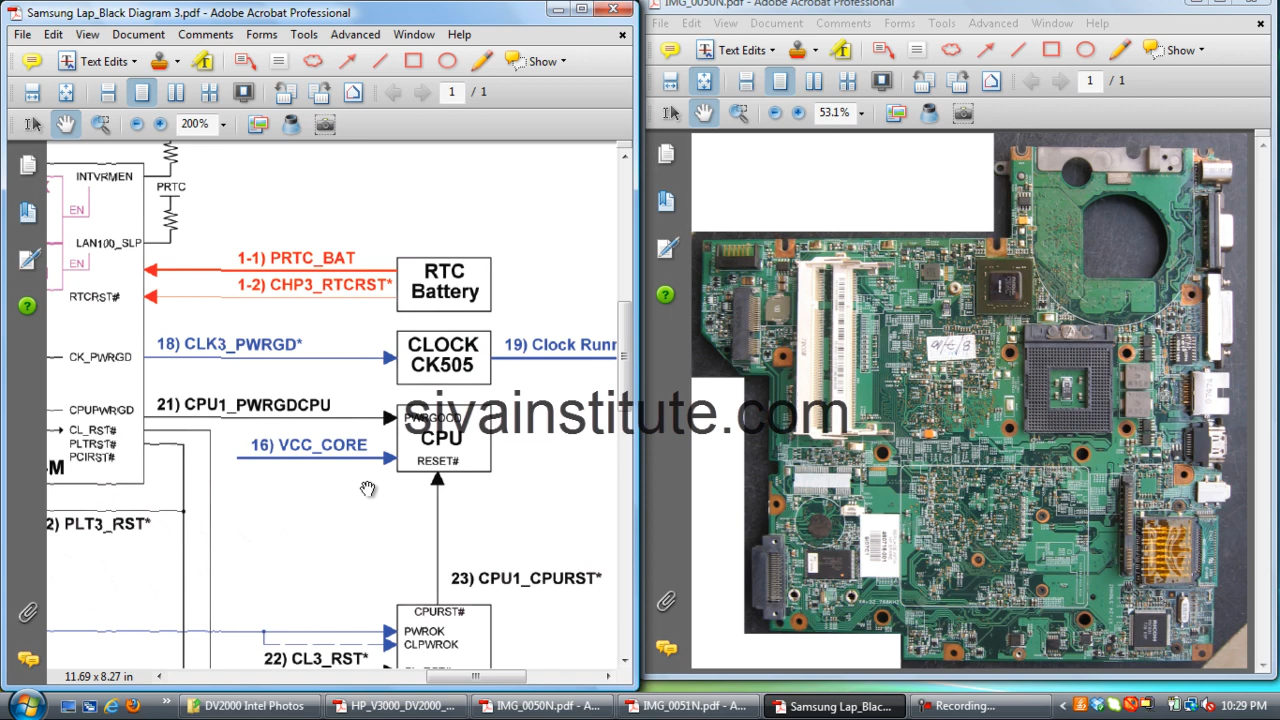 Samsung Lap_Black Diagram 3.pdf - Adobe Acrobat Professional
File Edit View Document Comments Forms Tools Advanced Window Help
Text Edits
Show
1 / 1
200%
INTVRMEN
PRTC
EN
LAN100_SLP
EN
RTCRST#
1-1) PRTC_BAT
1-2) CHP3_RTCRST*
RTC
Battery
CK_PWRGD
18) CLK3_PWRGD*
CLOCK
CK505
19) Clock Runn
CPUPWRGD
21) CPU1_PWRGDCPU
PWRGOOD
CPU
CL_RST#
PLTRST#
PCIRST#
-M
16) VCC_CORE
RESET#
2) PLT3_RST*
23) CPU1_CPURST*
CPURST#
PWROK
CLPWROK
22) CL3_RST*
11.69 x 8.27 in
IMG_0050N.pdf - Adobe Acrobat Professional
File Edit View Document Comments Forms Tools Advanced Window Help
Text Edits
Show
1 / 1
53.1%
sivainstitute.com
DV2000 Intel Photos
HP_V3000_DV2000_...
IMG_0050N.pdf - A...
IMG_0051N.pdf - A...
Samsung Lap_Blac...
Recording...
10:29 PM